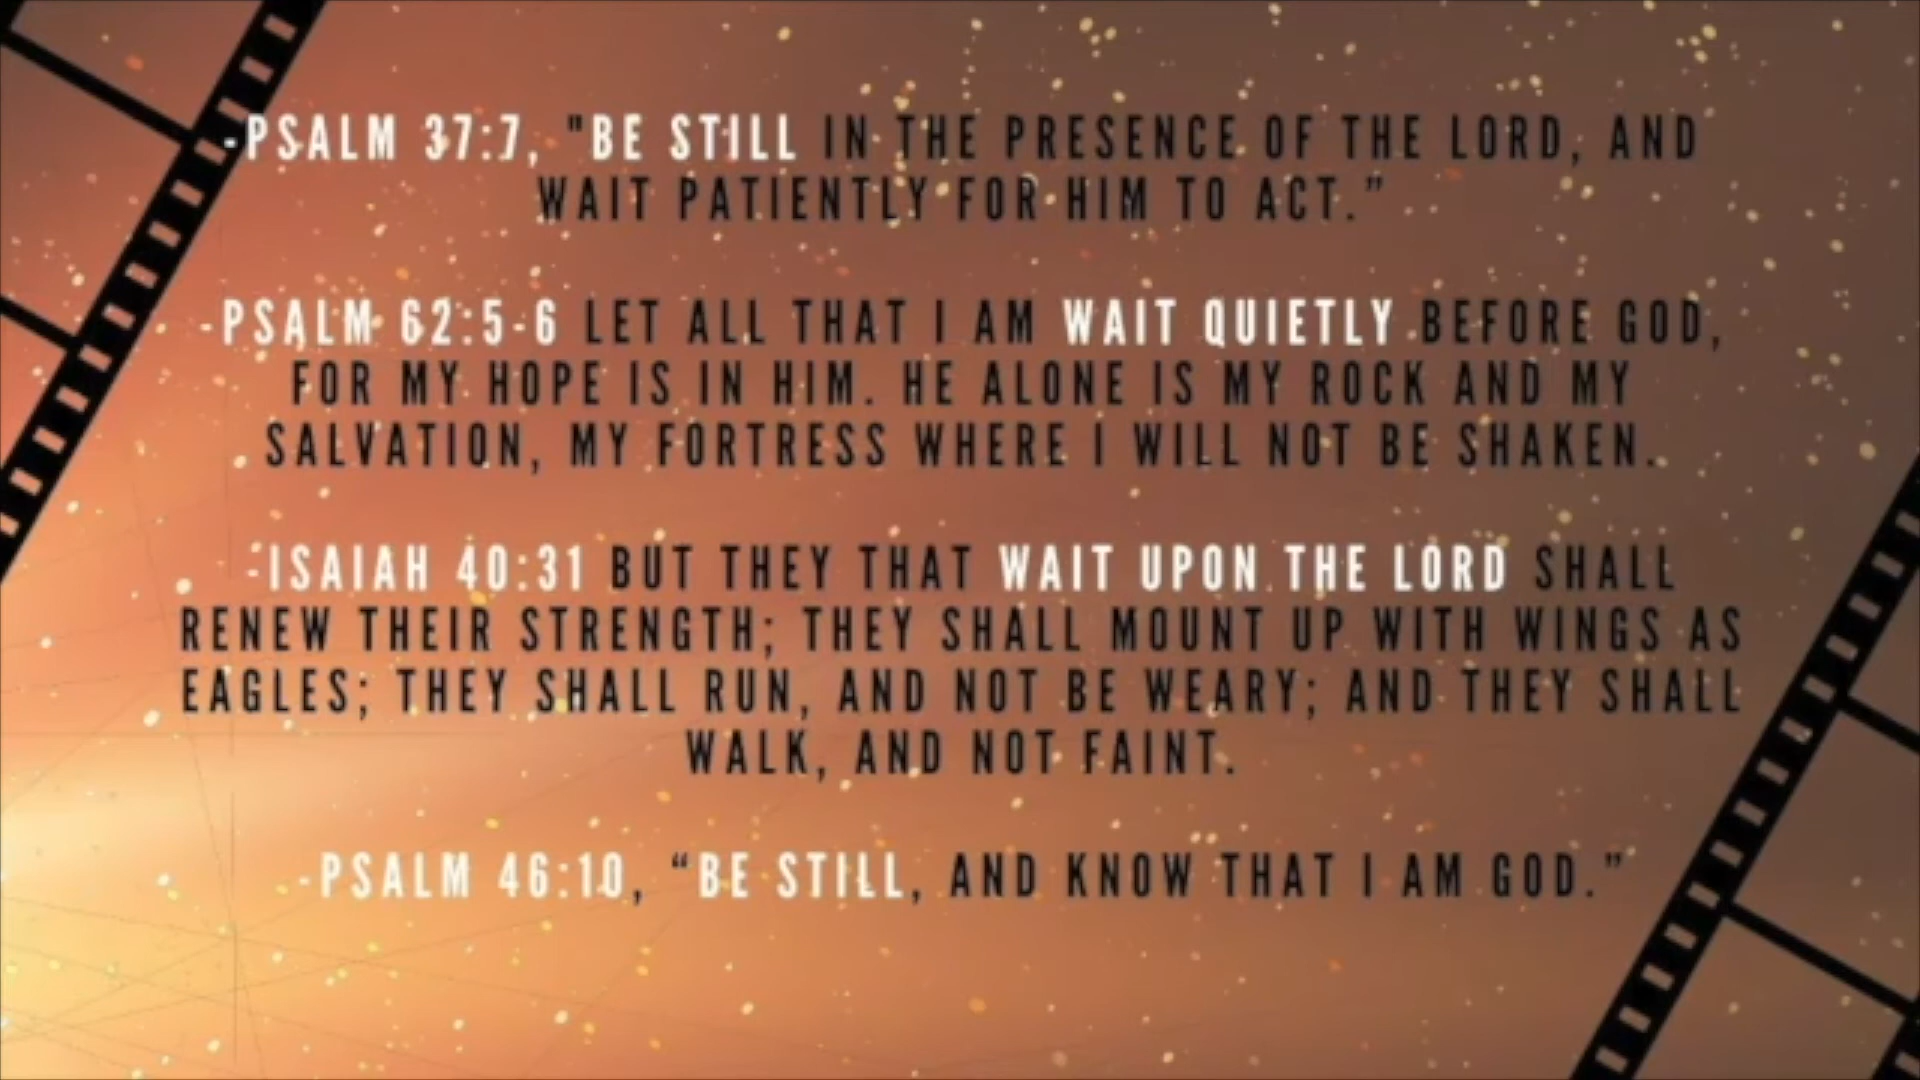 -PSALM 37:7, "BE STILL IN THE PRESENCE OF THE LORD, AND
WAIT PATIENTLY FOR HIM TO ACT.”
-PSALM 62:5-6 LET ALL THAT I AM WAIT QUIETLY BEFORE GOD,
FOR MY HOPE IS IN HIM. HE ALONE IS MY ROCK AND MY
SALVATION, MY FORTRESS WHERE I WILL NOT BE SHAKEN.
-ISAIAH 40:31 BUT THEY THAT WAIT UPON THE LORD SHALL
RENEW THEIR STRENGTH; THEY SHALL MOUNT UP WITH WINGS AS
EAGLES; THEY SHALL RUN, AND NOT BE WEARY; AND THEY SHALL
WALK, AND NOT FAINT.
-PSALM 46:10, “BE STILL, AND KNOW THAT I AM GOD.”